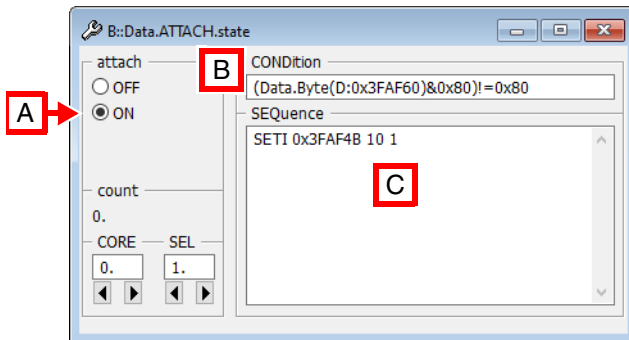 B::Data.ATTACH.state
attach
OFF
ON
A
B
CONDition
(Data.Byte(D:0x3FAF60)&0x80)!=0x80
SEQuence
SETI 0x3FAF4B 10 1
C
count
0.
CORE
SEL
0.
1.